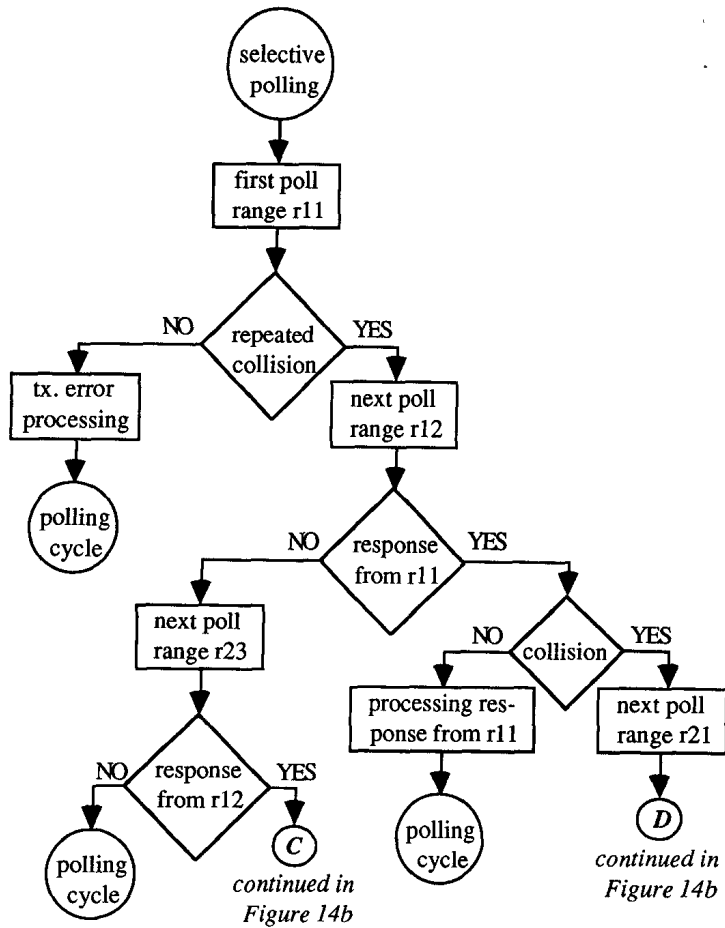 selective
polling
first poll
range r11
NO
repeated
collision
YES
tx. error
processing
next poll
range r12
polling
cycle
NO
response
from r11
YES
next poll
range r23
NO
collision
YES
processing res-
ponse from r11
next poll
range r21
NO
response
from r12
YES
polling
cycle
C
continued in
Figure 14b
polling
cycle
D
continued in
Figure 14b